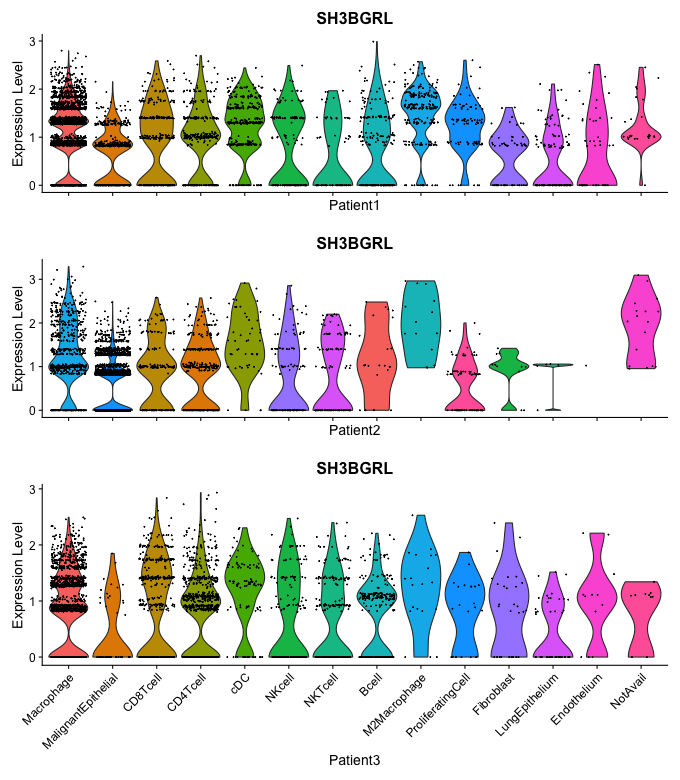 SH3BGRL
Expression Level
3
2
1
0
Patient1
SH3BGRL
Expression Level
3
2
1
0
Patient2
SH3BGRL
Expression Level
3
2
1
0
Macrophage
MalignantEpithelial
CD8Tcell
CD4Tcell
cDC
NKcell
NKTcell
Bcell
M2Macrophage
ProliferatingCell
Fibroblast
LungEpithelium
Endothelium
NotAvail
Patient3